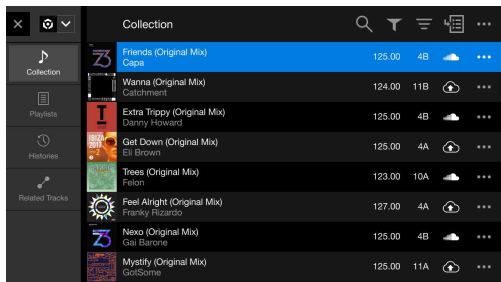 Collection
Collection
Playlists
Histories
Related Tracks
Friends (Original Mix)
Capa
125.00 4B
Wanna (Original Mix)
Catchment
124.00 11B
Extra Trippy (Original Mix)
Danny Howard
125.00 4B
Get Down (Original Mix)
Eli Brown
125.00 4A
Trees (Original Mix)
Felon
123.00 10A
Feel Alright (Original Mix)
Franky Rizardo
127.00 4A
Nexo (Original Mix)
Gai Barone
125.00 4B
Mystify (Original Mix)
GotSome
125.00 11A
IBIZA
2017